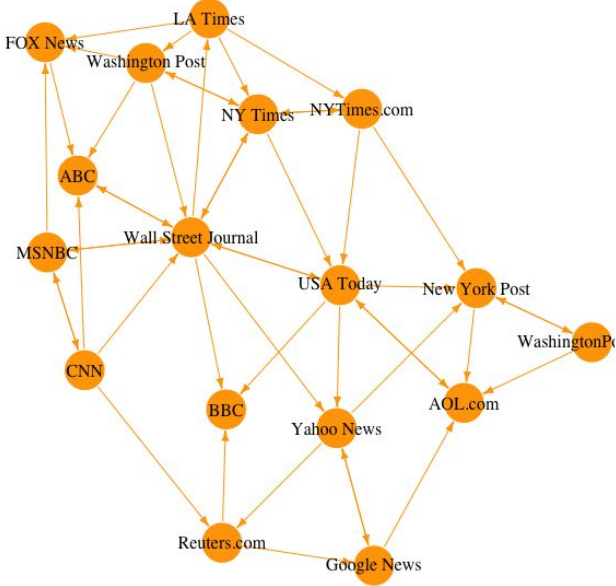 LA Times
FOX News
Washington Post
NY Times
NYTimes.com
ABC
Wall Street Journal
MSNBC
USA Today
New York Post
WashingtonPo
CNN
BBC
AOL.com
Yahoo News
Reuters.com
Google News